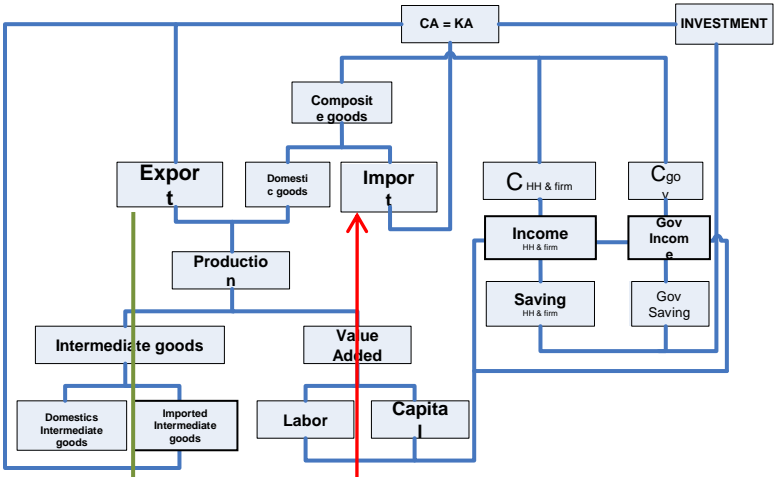 CA = KA
INVESTMENT
Composit
e goods
Expor
t
Domesti
c goods
Impor
t
C HH & firm
Cgo
v
Income
HH & firm
Gov
Incom
e
Productio
n
Saving
HH & firm
Gov
Saving
Intermediate goods
Value
Added
Domestics
Intermediate
goods
Imported
Intermediate
goods
Labor
Capita
l